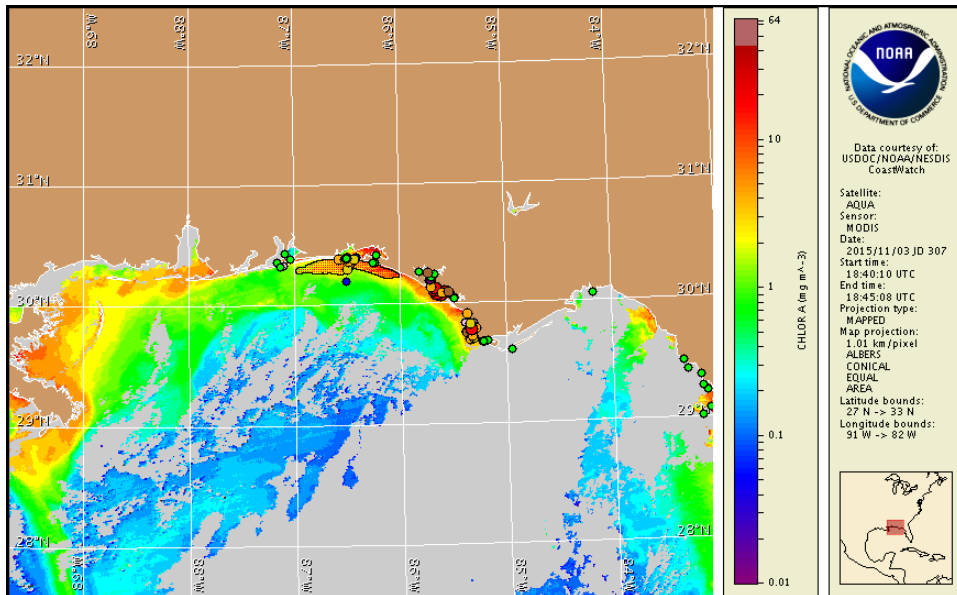 89°W
88°W
87°W
86°W
85°W
84°W
32°N
32°N
31°N
31°N
30°N
30°N
29°N
29°N
28°N
28°N
89°W
88°W
87°W
86°W
85°W
84°W
64
10
1
0.1
0.01
CHLOR A (mg m^-3)
NATIONAL OCEANIC AND ATMOSPHERIC ADMINISTRATION
NOAA
U.S. DEPARTMENT OF COMMERCE
Data courtesy of:
USDOC/NOAA/NESDIS
CoastWatch
Satellite:
AQUA
Sensor:
MODIS
Date:
2015/11/03 JD 307
Start time:
18:40:10 UTC
End time:
18:45:08 UTC
Projection type:
MAPPED
Map projection:
1.01 km/pixel
ALBERS
CONICAL
EQUAL
AREA
Latitude bounds:
27 N -> 33 N
Longitude bounds:
91 W -> 82 W